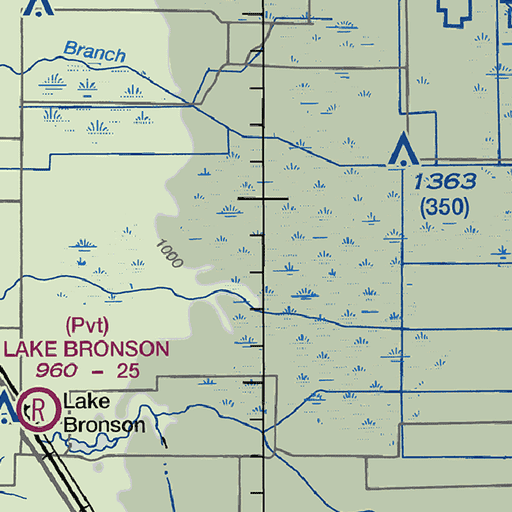 Branch
1363
(350)
1000
(Pvt)
LAKE BRONSON
960 - 25
R
Lake
Bronson